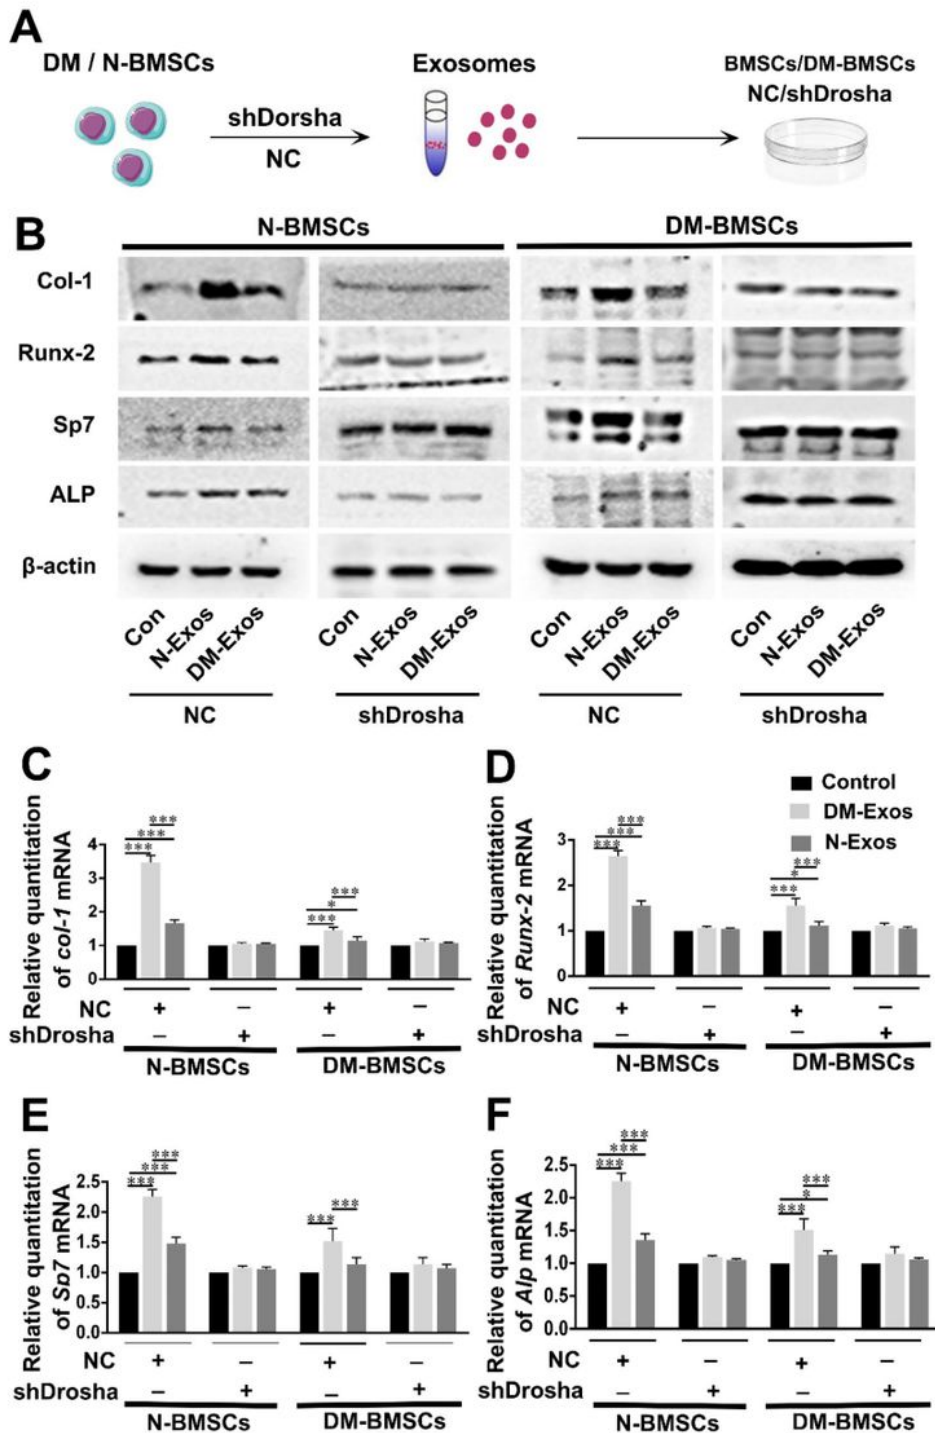 A
DM / N-BMSCs
shDorsha
NC
Exosomes
BMSCs/DM-BMSCs
NC/shDrosha
B
N-BMSCs
DM-BMSCs
Col-1
Runx-2
Sp7
ALP
β-actin
Con N-Exos DM-Exos Con N-Exos DM-Exos Con N-Exos DM-Exos Con N-Exos DM-Exos
NC shDrosha NC shDrosha
C
Relative quantitation
of col-1 mRNA
4
3
2
1
0
*** *** ***
*** * ***
NC + – + –
shDrosha – + – +
N-BMSCs DM-BMSCs
D
Control
DM-Exos
N-Exos
Relative quantitation
of Runx-2 mRNA
3
2
1
0
*** *** ***
*** * ***
NC + – + –
shDrosha – + – +
N-BMSCs DM-BMSCs
E
Relative quantitation
of Sp7 mRNA
2.5
2.0
1.5
1.0
0.5
0.0
*** *** ***
*** ***
NC + – + –
shDrosha – + – +
N-BMSCs DM-BMSCs
F
Relative quantitation
of Alp mRNA
2.5
2.0
1.5
1.0
0.5
0.0
*** *** ***
*** * ***
NC + – + –
shDrosha – + – +
N-BMSCs DM-BMSCs